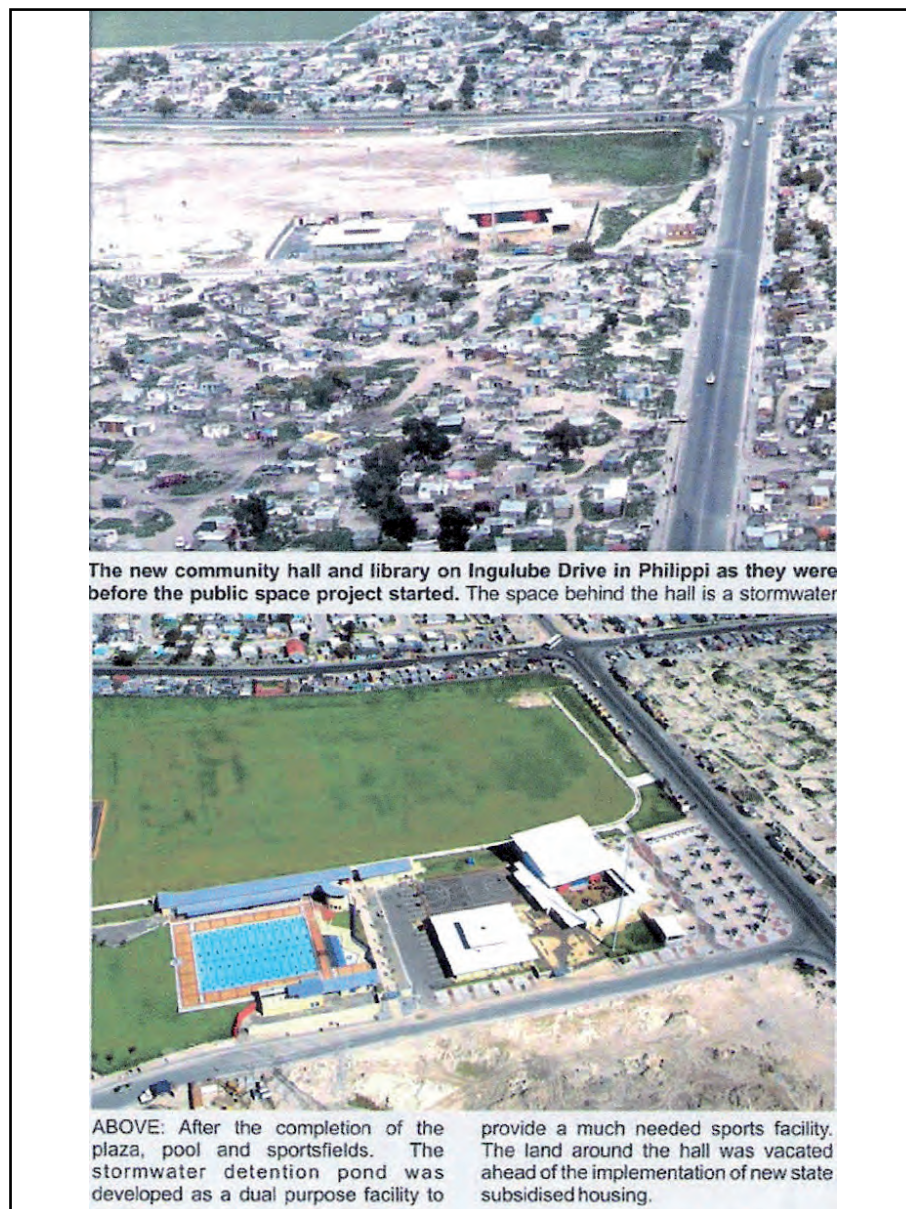 The new community hall and library on Ingulube Drive in Philippi as they were
before the public space project started. The space behind the hall is a stormwater
ABOVE: After the completion of the
plaza, pool and sportsfields. The
stormwater detention pond was
developed as a dual purpose facility to
provide a much needed sports facility.
The land around the hall was vacated
ahead of the implementation of new state
subsidised housing.